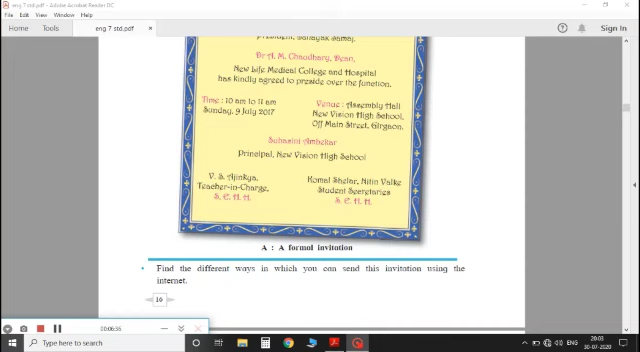 eng 7 std.pdf - Adobe Acrobat Reader DC
File Edit View Window Help
Home Tools eng 7 std.pdf × Sign In
President, Sahayak Samaj.
Dr A. M. Chaudhary, Dean,
New Life Medical College and Hospital
has kindly agreed to preside over the function.
Time : 10 am to 11 am
Sunday, 9 July 2017
Venue : Assembly Hall
New Vision High School,
Off Main Street, Girgaon.
Suhasini Ambekar
Principal, New Vision High School
V. S. Ajinkya,
Teacher-in-Charge,
S. C. H. H.
Komal Shelar, Nitin Valke
Student Secretaries
S. C. H. H.
A : A formal invitation
• Find the different ways in which you can send this invitation using the
internet.
10
00:06:36
Type here to search
ENG
20:03
30-07-2020